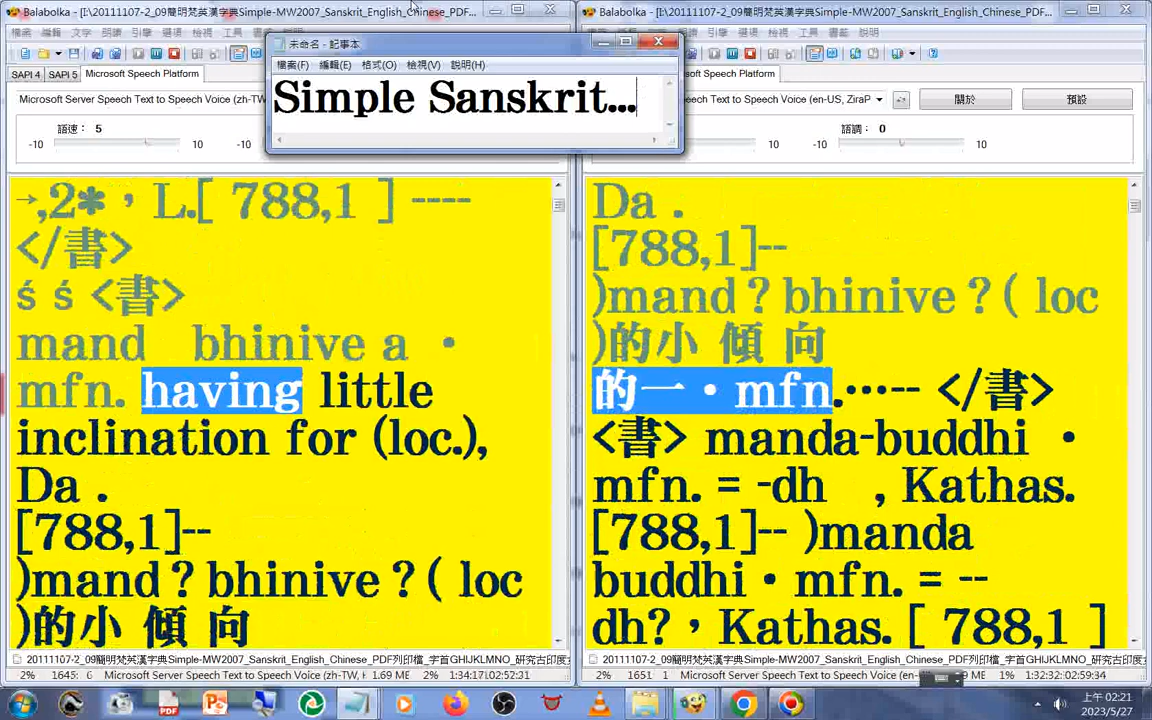 Balabolka - [I:\20111107-2_09簡明梵英漢字典Simple-MW2007_Sanskrit_English_Chinese_PDF...
Balabolka - [I:\20111107-2_09簡明梵英漢字典Simple-MW2007_Sanskrit_English_Chinese_PDF...
未命名 - 記事本
檔案(F) 編輯(E) 格式(O) 檢視(V) 說明(H)
Simple Sanskrit...
SAPI 4 SAPI 5 Microsoft Speech Platform
Microsoft Server Speech Text to Speech Voice (zh-TW,
語速： 5
-10 10 -10
eech Platform
eech Text to Speech Voice (en-US, ZiraP
關於 預設
語調： 0
10 -10 10
→,2*，L.[ 788,1 ] ----
</書>
ś ś <書>
mand bhinive a •
mfn. having little
inclination for (loc.),
Da .
[788,1]--
)mand？bhinive？( loc
)的小 傾 向
Da .
[788,1]--
)mand？bhinive？( loc
)的小 傾 向
的一•mfn.…-- </書>
<書> manda-buddhi •
mfn. = -dh , Kathas.
[788,1]-- )manda
buddhi•mfn. = --
dh?，Kathas.[ 788,1 ]
20111107-2_09簡明梵英漢字典Simple-MW2007_Sanskrit_English_Chinese_PDF列印檔_字首GHIJKLMNO_研究古印度
20111107-2_09簡明梵英漢字典Simple-MW2007_Sanskrit_English_Chinese_PDF列印檔_字首GHIJKLMNO_研究古印度
2% 1645: 6 Microsoft Server Speech Text to Speech Voice (zh-TW, 1.69 MB 2% 1:34:17\02:52:31
2% 1651 Microsoft Server Speech Text to Speech Voice 1% 1:32:32\02:59:34
上午 02:21
2023/5/27